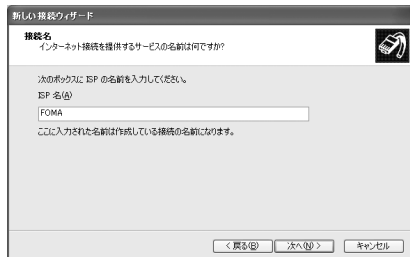 新しい接続ウィザード
接続名
インターネット接続を提供するサービスの名前は何ですか?
次のボックスに ISP の名前を入力してください。
ISP 名(A)
FOMA
ここに入力された名前は作成している接続の名前になります。
< 戻る(B) 次へ(N) > キャンセル